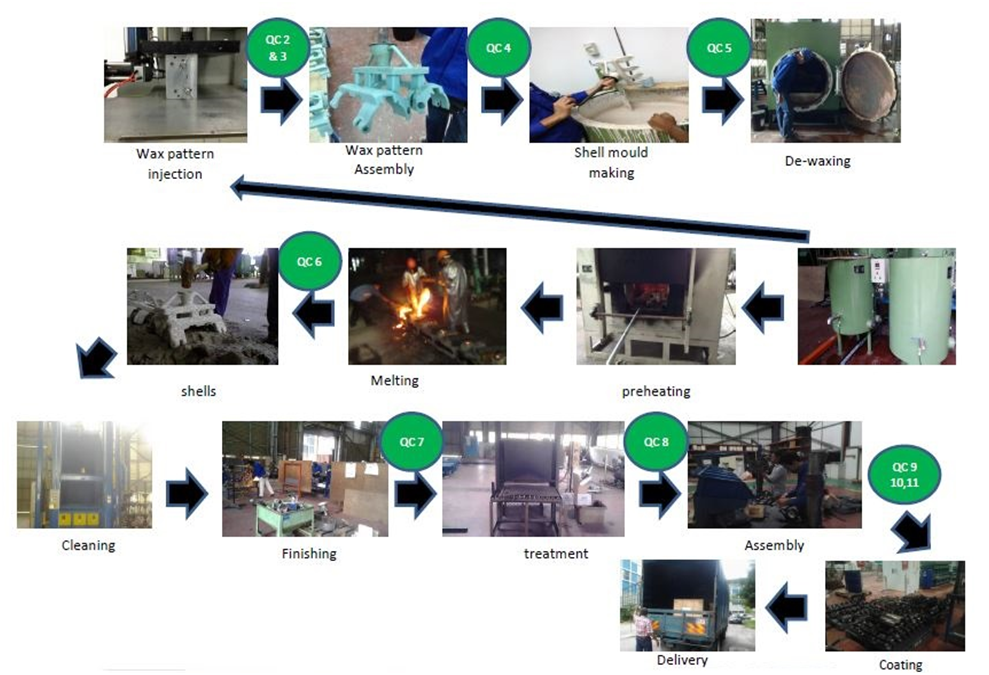 QC 2
& 3
QC 4
QC 5
Wax pattern
injection
Wax pattern
Assembly
Shell mould
making
De-waxing
QC 6
shells
Melting
preheating
QC 7
QC 8
QC 9
10,11
Cleaning
Finishing
treatment
Assembly
Delivery
Coating